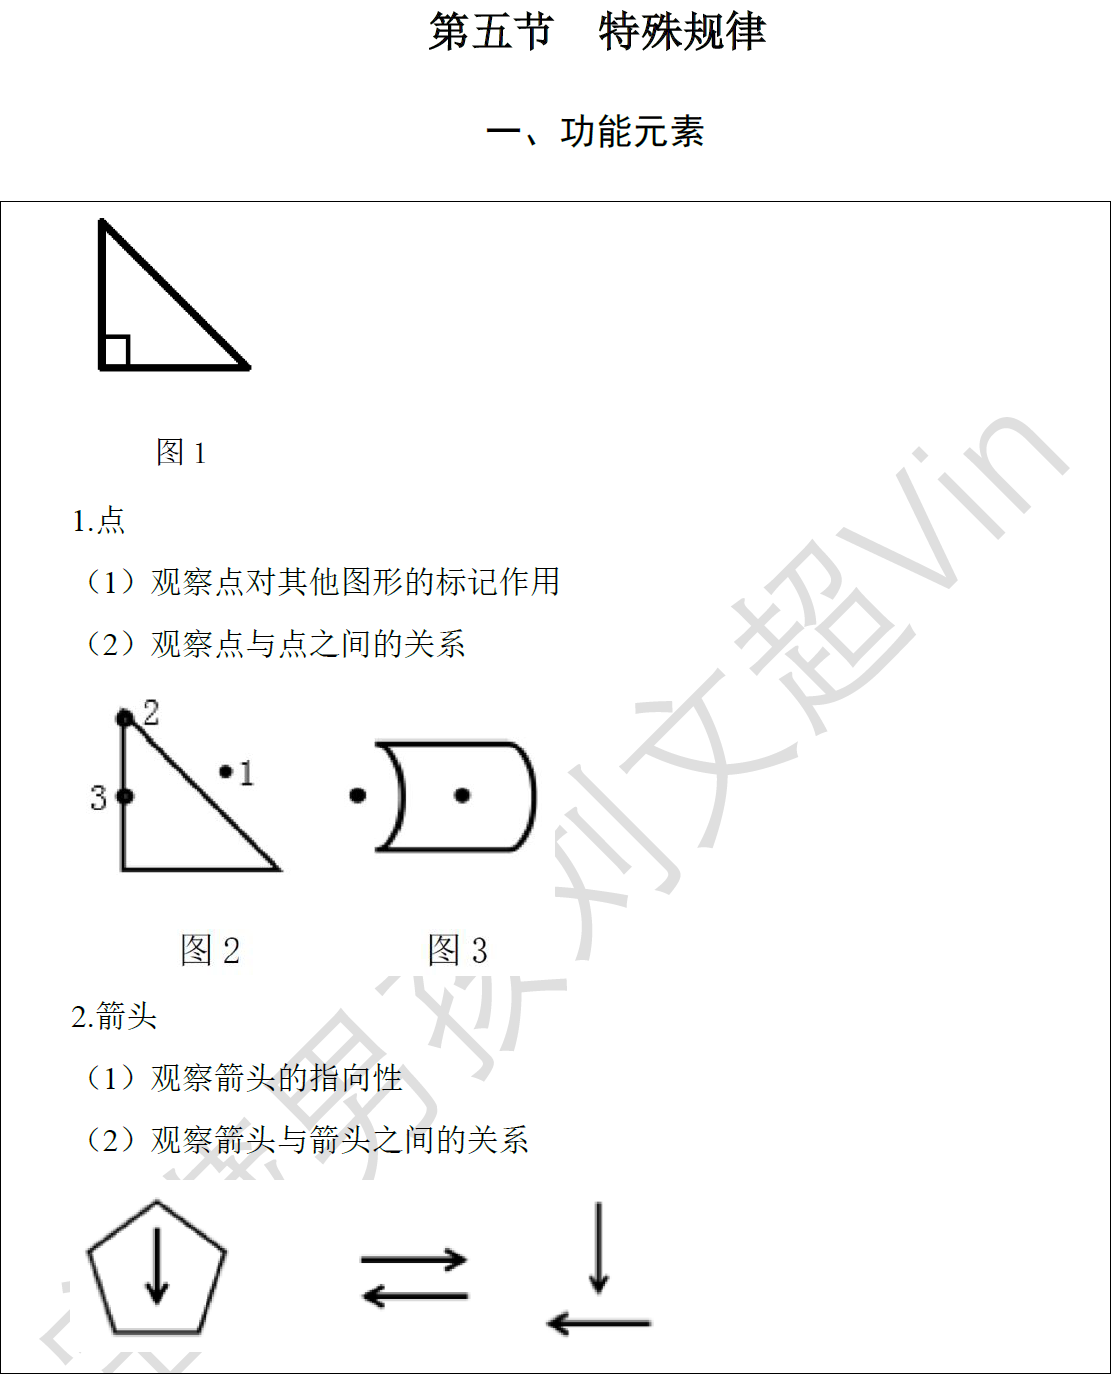 第五节 特殊规律
一、功能元素
图 1
1.点
（1）观察点对其他图形的标记作用
（2）观察点与点之间的关系
2
1
3
图 2
图 3
2.箭头
（1）观察箭头的指向性
（2）观察箭头与箭头之间的关系
男孩刘文超Vin